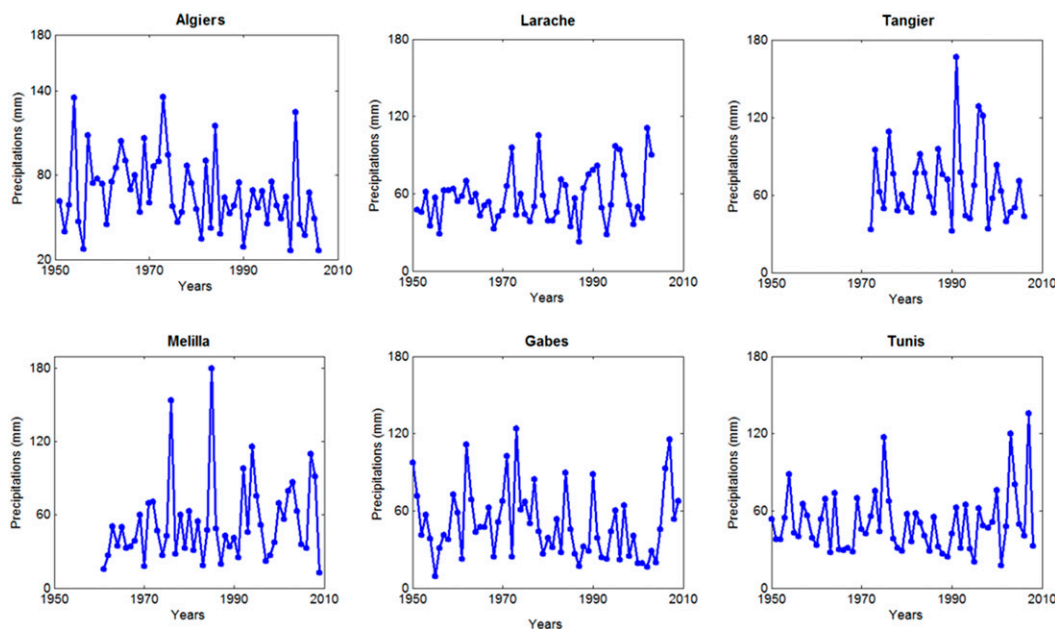 Algiers
Larache
Tangier
180
140
80
20
Precipitations (mm)
1950 1970 1990 2010
Years
180
120
60
0
Precipitations (mm)
1950 1970 1990 2010
Years
180
120
60
0
Precipitations (mm)
1950 1970 1990 2010
Years
Melilla
Gabes
Tunis
180
120
60
0
Precipitations (mm)
1950 1970 1990 2010
Years
180
120
60
0
Precipitations (mm)
1950 1970 1990 2010
Years
180
120
60
0
Precipitations (mm)
1950 1970 1990 2010
Years